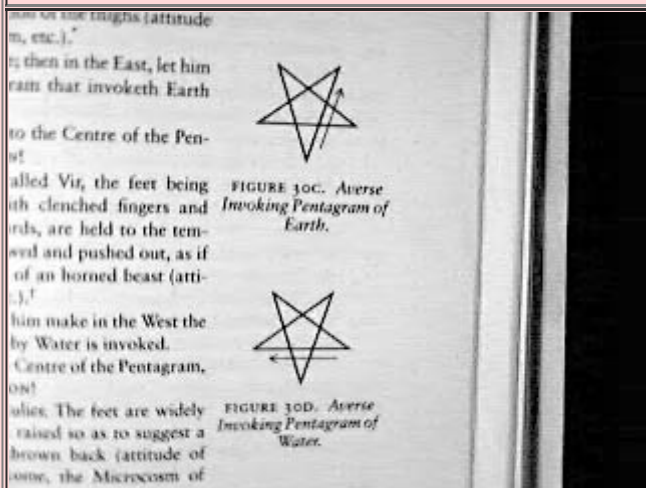 of the thighs (attitude
m, etc.).*
; then in the East, let him
ram that invoketh Earth
to the Centre of the Pen-
alled Vir, the feet being
th clenched fingers and
rds, are held to the tem-
wed and pushed out, as if
of an horned beast (atti-
.).†
him make in the West the
by Water is invoked.
Centre of the Pentagram,
ON!
ulier. The feet are widely
raised so as to suggest a
hrown back (attitude of
ome, the Microcosm of
FIGURE 30C. Averse
Invoking Pentagram of
Earth.
FIGURE 30D. Averse
Invoking Pentagram of
Water.